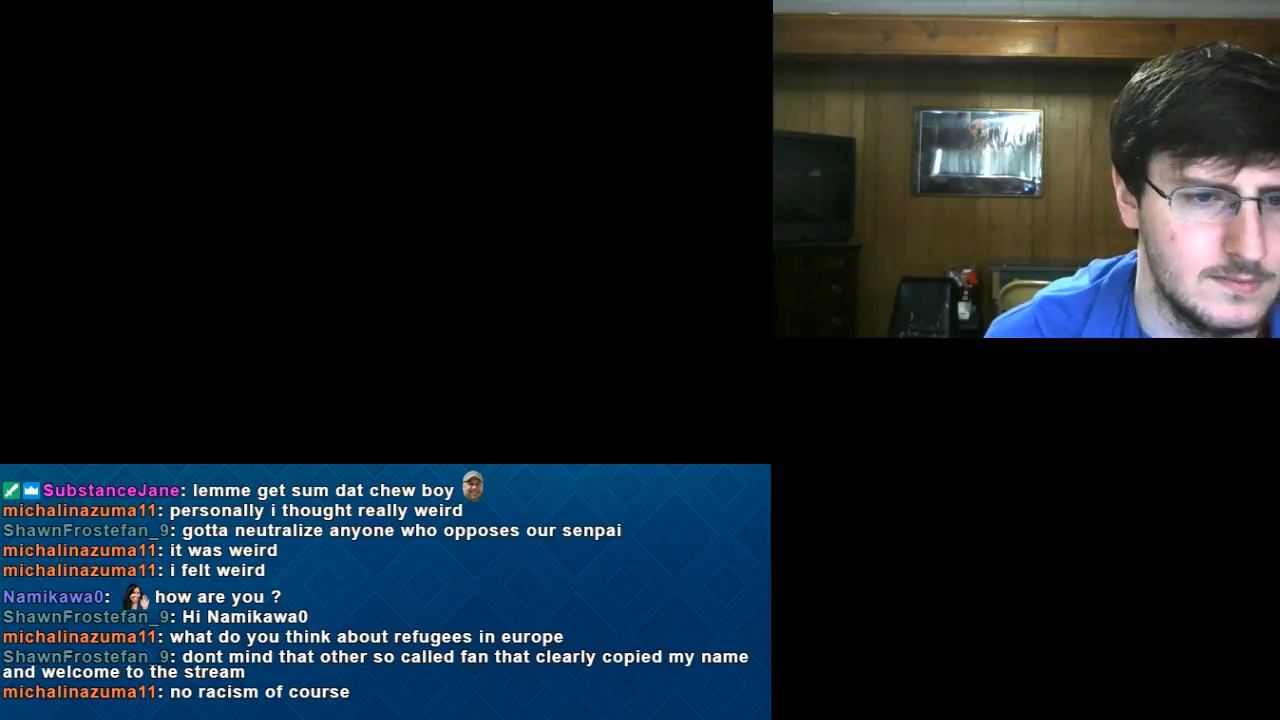 SubstanceJane: lemme get sum dat chew boy
michalinazuma11: personally i thought really weird
ShawnFrostefan_9: gotta neutralize anyone who opposes our senpai
michalinazuma11: it was weird
michalinazuma11: i felt weird
Namikawa0: how are you ?
ShawnFrostefan_9: Hi Namikawa0
michalinazuma11: what do you think about refugees in europe
ShawnFrostefan_9: dont mind that other so called fan that clearly copied my name
and welcome to the stream
michalinazuma11: no racism of course